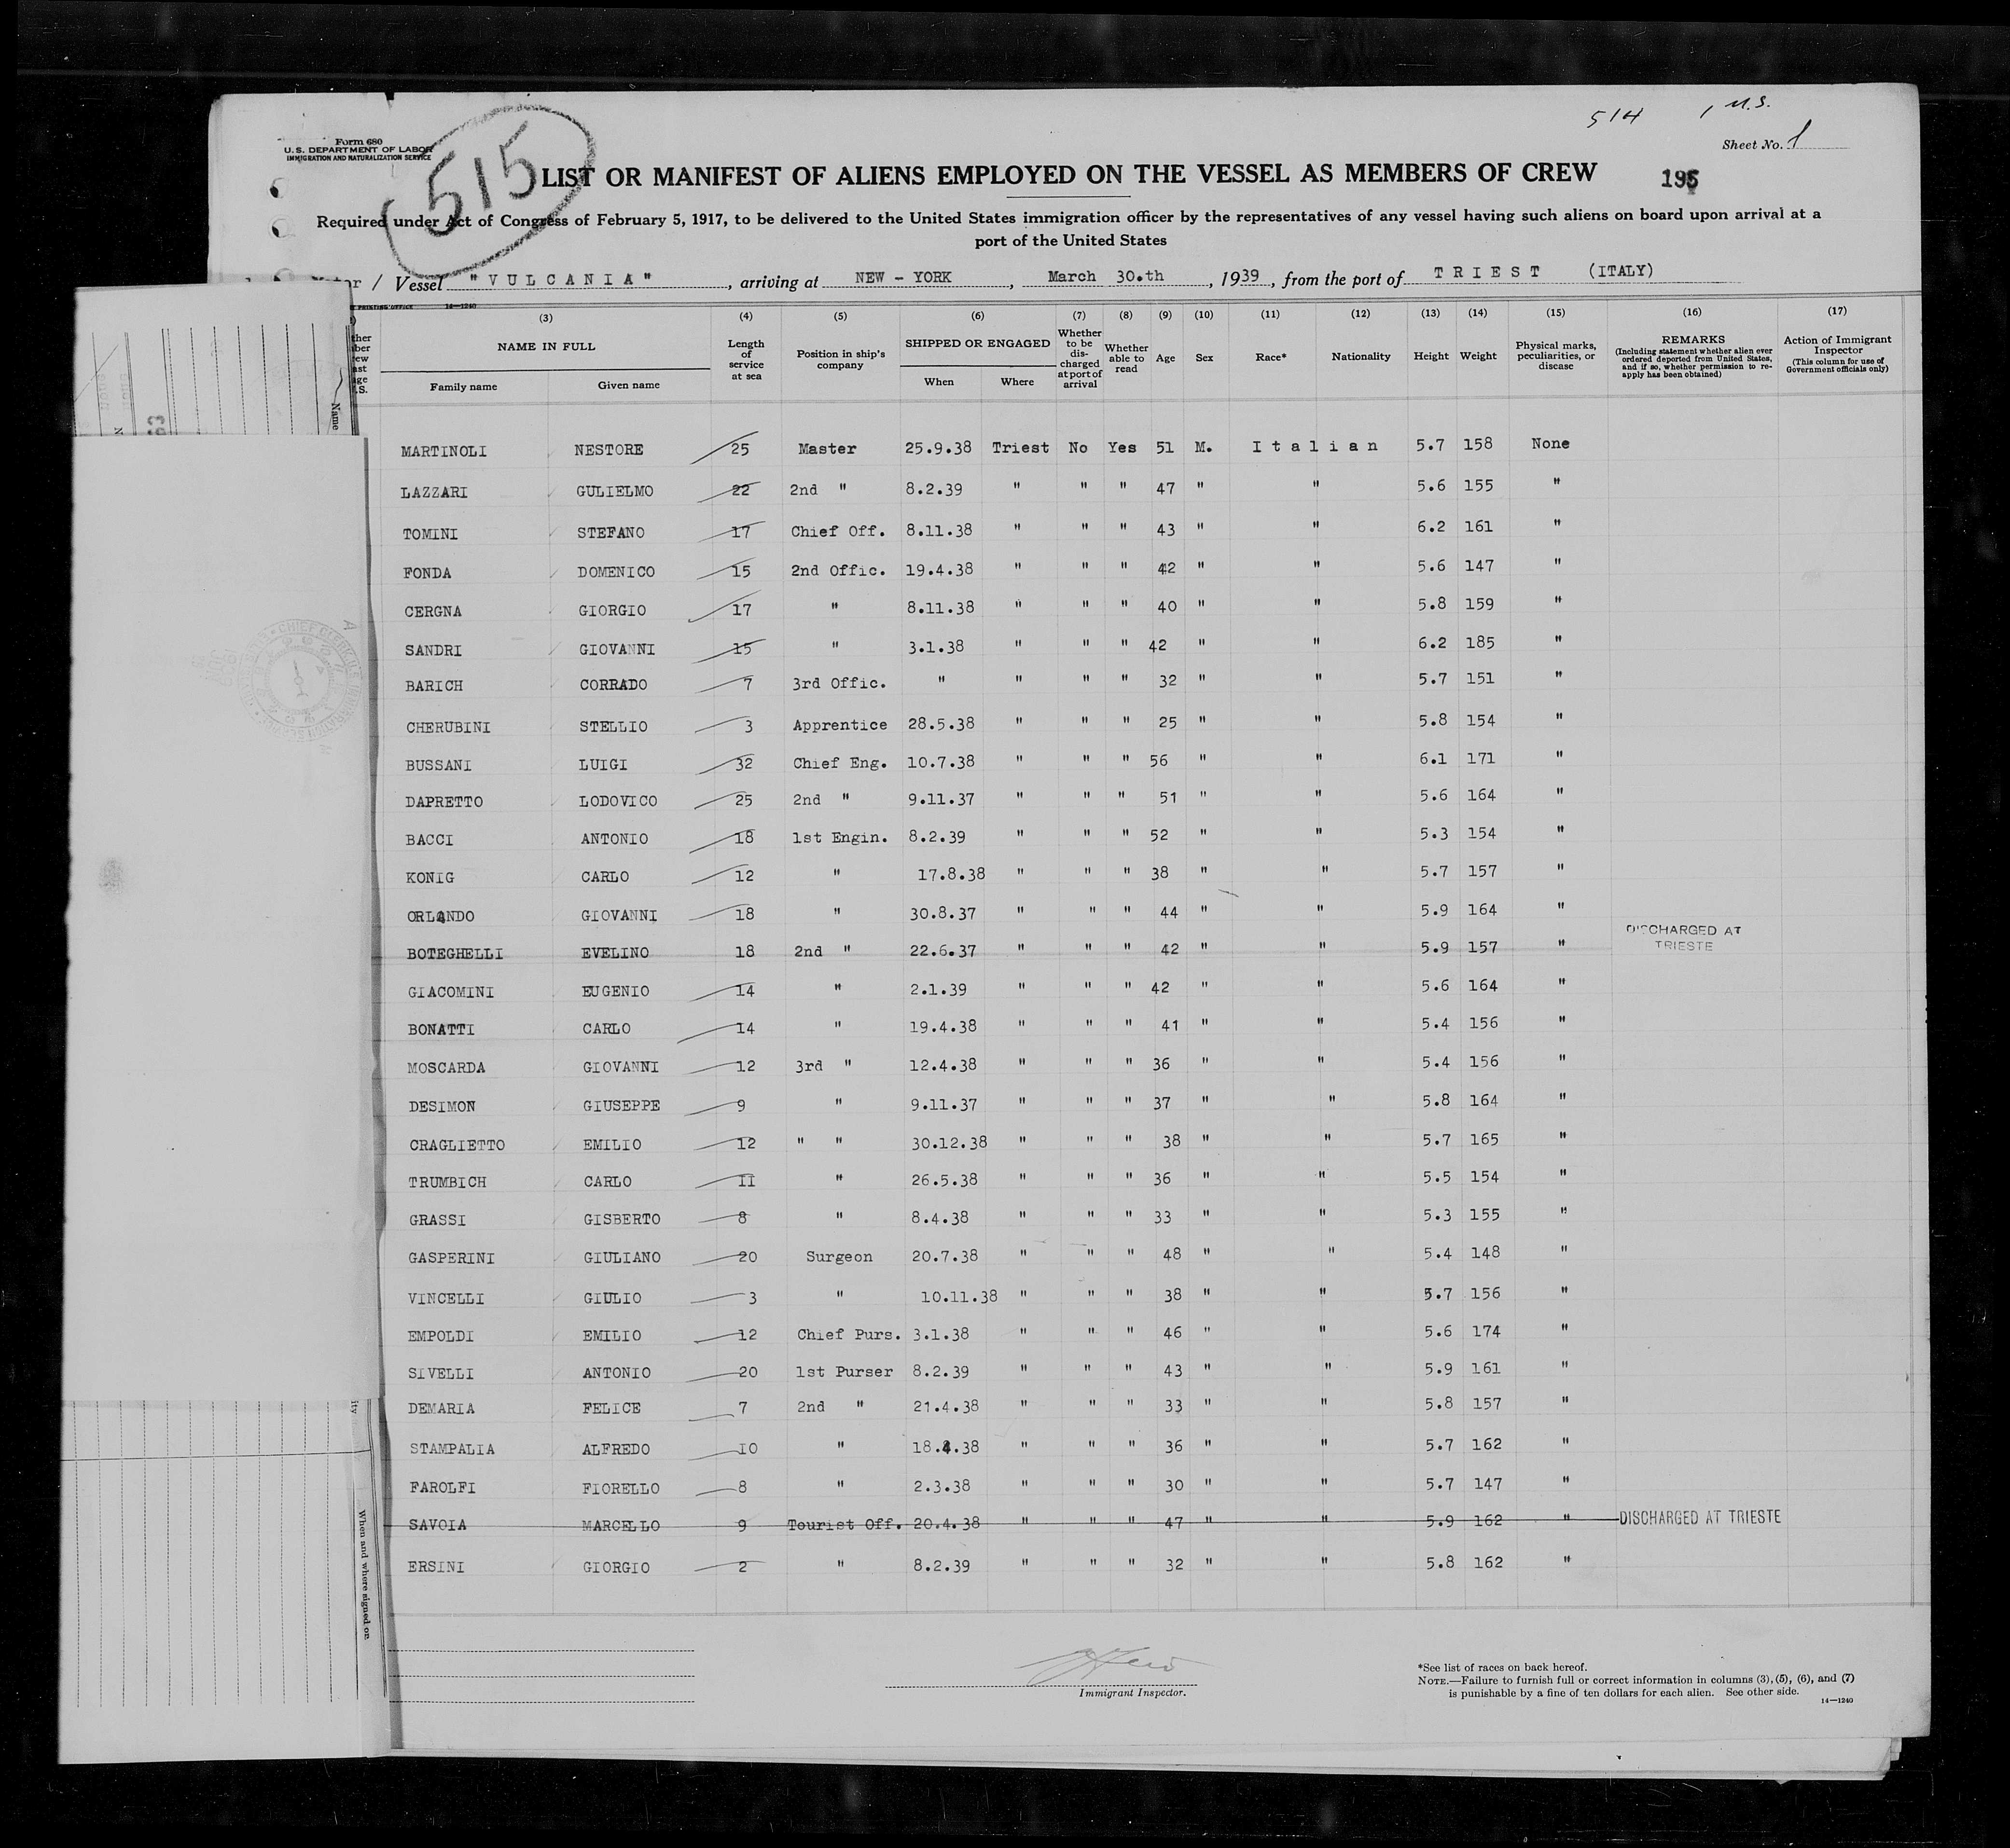 514 1 U.S.
Form 680
U. S. DEPARTMENT OF LABOR
IMMIGRATION AND NATURALIZATION SERVICE
Sheet No. 1
515
LIST OR MANIFEST OF ALIENS EMPLOYED ON THE VESSEL AS MEMBERS OF CREW 195
Required under Act of Congress of February 5, 1917, to be delivered to the United States immigration officer by the representatives of any vessel having such aliens on board upon arrival at a
port of the United States
Vessel "VULCANIA", arriving at NEW - YORK, March 30.th, 1939, from the port of TRIEST (ITALY)
(3) (4) (5) (6) (7) (8) (9) (10) (11) (12) (13) (14) (15) (16) (17)
NAME IN FULL
Family name Given name
Length of service at sea
Position in ship's company
SHIPPED OR ENGAGED
When Where
Whether to be discharged at port of arrival
Whether able to read
Age Sex Race* Nationality Height Weight
Physical marks, peculiarities, or disease
REMARKS
(Including statement whether alien ever ordered deported from United States, and if so, whether permission to re-apply has been obtained)
Action of Immigrant Inspector
(This column for use of Government officials only)
MARTINOLI NESTORE 25 Master 25.9.38 Triest No Yes 51 M. Italian 5.7 158 None
LAZZARI GULIELMO 22 2nd " 8.2.39 " " " 47 " " 5.6 155 "
TOMINI STEFANO 17 Chief Off. 8.11.38 " " " 43 " " 6.2 161 "
FONDA DOMENICO 15 2nd Offic. 19.4.38 " " " 42 " " 5.6 147 "
CERGNA GIORGIO 17 " 8.11.38 " " " 40 " " 5.8 159 "
SANDRI GIOVANNI 15 " 3.1.38 " " " 42 " " 6.2 185 "
BARICH CORRADO 7 3rd Offic. " " " " 32 " " 5.7 151 "
CHERUBINI STELLIO 3 Apprentice 28.5.38 " " " 25 " " 5.8 154 "
BUSSANI LUIGI 32 Chief Eng. 10.7.38 " " " 56 " " 6.1 171 "
DAPRETTO LODOVICO 25 2nd " 9.11.37 " " " 51 " " 5.6 164 "
BACCI ANTONIO 18 1st Engin. 8.2.39 " " " 52 " " 5.3 154 "
KONIG CARLO 12 " 17.8.38 " " " 38 " " 5.7 157 "
ORLANDO GIOVANNI 18 " 30.8.37 " " " 44 " " 5.9 164 "
BOTEGHELLI EVELINO 18 2nd " 22.6.37 " " " 42 " " 5.9 157 " DISCHARGED AT TRIESTE
GIACOMINI EUGENIO 14 " 2.1.39 " " " 42 " " 5.6 164 "
BONATTI CARLO 14 " 19.4.38 " " " 41 " " 5.4 156 "
MOSCARDA GIOVANNI 12 3rd " 12.4.38 " " " 36 " " 5.4 156 "
DESIMON GIUSEPPE 9 " 9.11.37 " " " 37 " " 5.8 164 "
CRAGLIETTO EMILIO 12 " " 30.12.38 " " " 38 " " 5.7 165 "
TRUMBICH CARLO 11 " 26.5.38 " " " 36 " " 5.5 154 "
GRASSI GISBERTO 8 " 8.4.38 " " " 33 " " 5.3 155 "
GASPERINI GIULIANO 20 Surgeon 20.7.38 " " " 48 " " 5.4 148 "
VINCELLI GIULIO 3 " 10.11.38 " " " 38 " " 5.7 156 "
EMPOLDI EMILIO 12 Chief Purs. 3.1.38 " " " 46 " " 5.6 174 "
SIVELLI ANTONIO 20 1st Purser 8.2.39 " " " 43 " " 5.9 161 "
DEMARIA FELICE 7 2nd " 21.4.38 " " " 33 " " 5.8 157 "
STAMPALIA ALFREDO 10 " 18.4.38 " " " 36 " " 5.7 162 "
FAROLFI FIORELLO 8 " 2.3.38 " " " 30 " " 5.7 147 "
SAVOIA MARCELLO 9 Tourist Off. 20.4.38 " " " 47 " " 5.9 162 " DISCHARGED AT TRIESTE
ERSINI GIORGIO 2 " 8.2.39 " " " 32 " " 5.8 162 "
Name
When and where signed on
Immigrant Inspector.
*See list of races on back hereof.
NOTE.—Failure to furnish full or correct information in columns (3), (5), (6), and (7)
is punishable by a fine of ten dollars for each alien. See other side.
14—1240